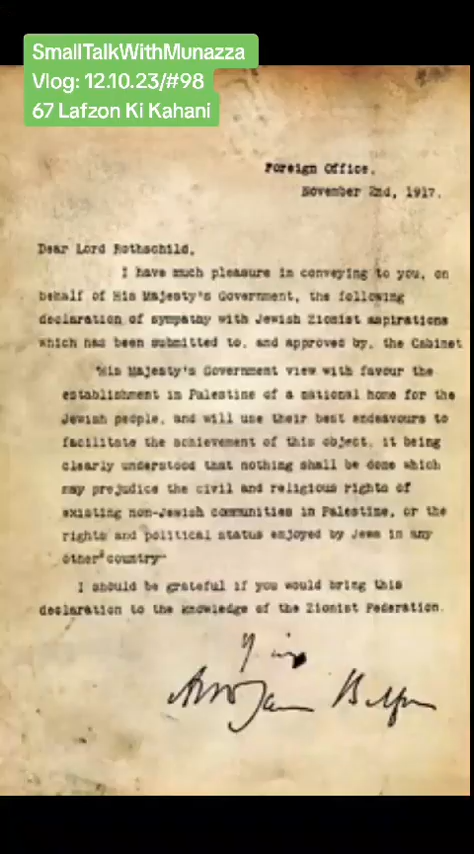 SmallTalkWithMunazza
Vlog: 12.10.23/#98
67 Lafzon Ki Kahani
Foreign Office,
November 2nd, 1917.
Dear Lord Rothschild,
I have much pleasure in conveying to you, on
behalf of His Majesty's Government, the following
declaration of sympathy with Jewish Zionist aspirations
which has been submitted to, and approved by, the Cabinet
"His Majesty's Government view with favour the
establishment in Palestine of a national home for the
Jewish people, and will use their best endeavours to
facilitate the achievement of this object, it being
clearly understood that nothing shall be done which
may prejudice the civil and religious rights of
existing non-Jewish communities in Palestine, or the
rights and political status enjoyed by Jews in any
other country"
I should be grateful if you would bring this
declaration to the knowledge of the Zionist Federation.